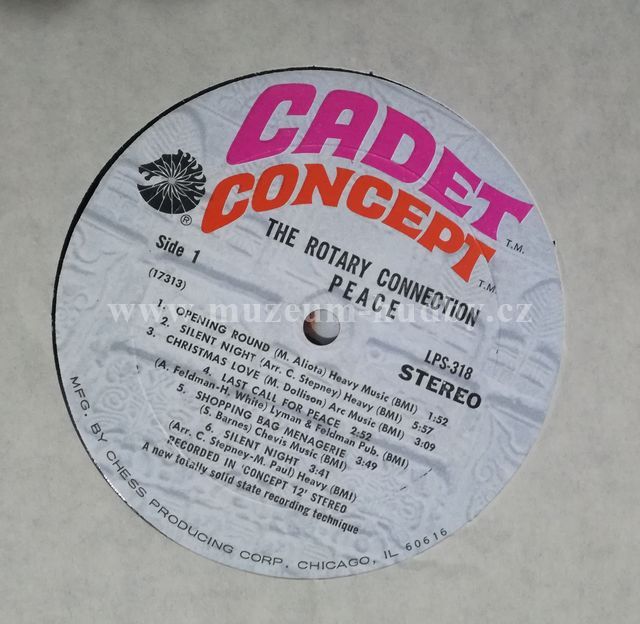 CADET
T.M.
CONCEPT
T.M.
®
THE ROTARY CONNECTION
PEACE
Side 1
(17313)
LPS-318
STEREO
1. OPENING ROUND (M. Aliota) Heavy Music (BMI) 1:52
2. SILENT NIGHT (Arr. C. Stepney) Heavy (BMI) 5:57
3. CHRISTMAS LOVE (M. Dollison) Arc Music (BMI) 3:09
4. LAST CALL FOR PEACE 2:52
(A. Feldman-H. White) Lyman & Feldman Pub. (BMI)
5. SHOPPING BAG MENAGERIE 3:49
(S. Barnes) Chevis Music (BMI)
6. SILENT NIGHT 3:41
(Arr. C. Stepney-M. Paul) Heavy (BMI)
RECORDED IN 'CONCEPT 12' STEREO
A new totally solid state recording technique
MFG. BY CHESS PRODUCING CORP. CHICAGO, IL 60616
www.muzeum-hudby.cz